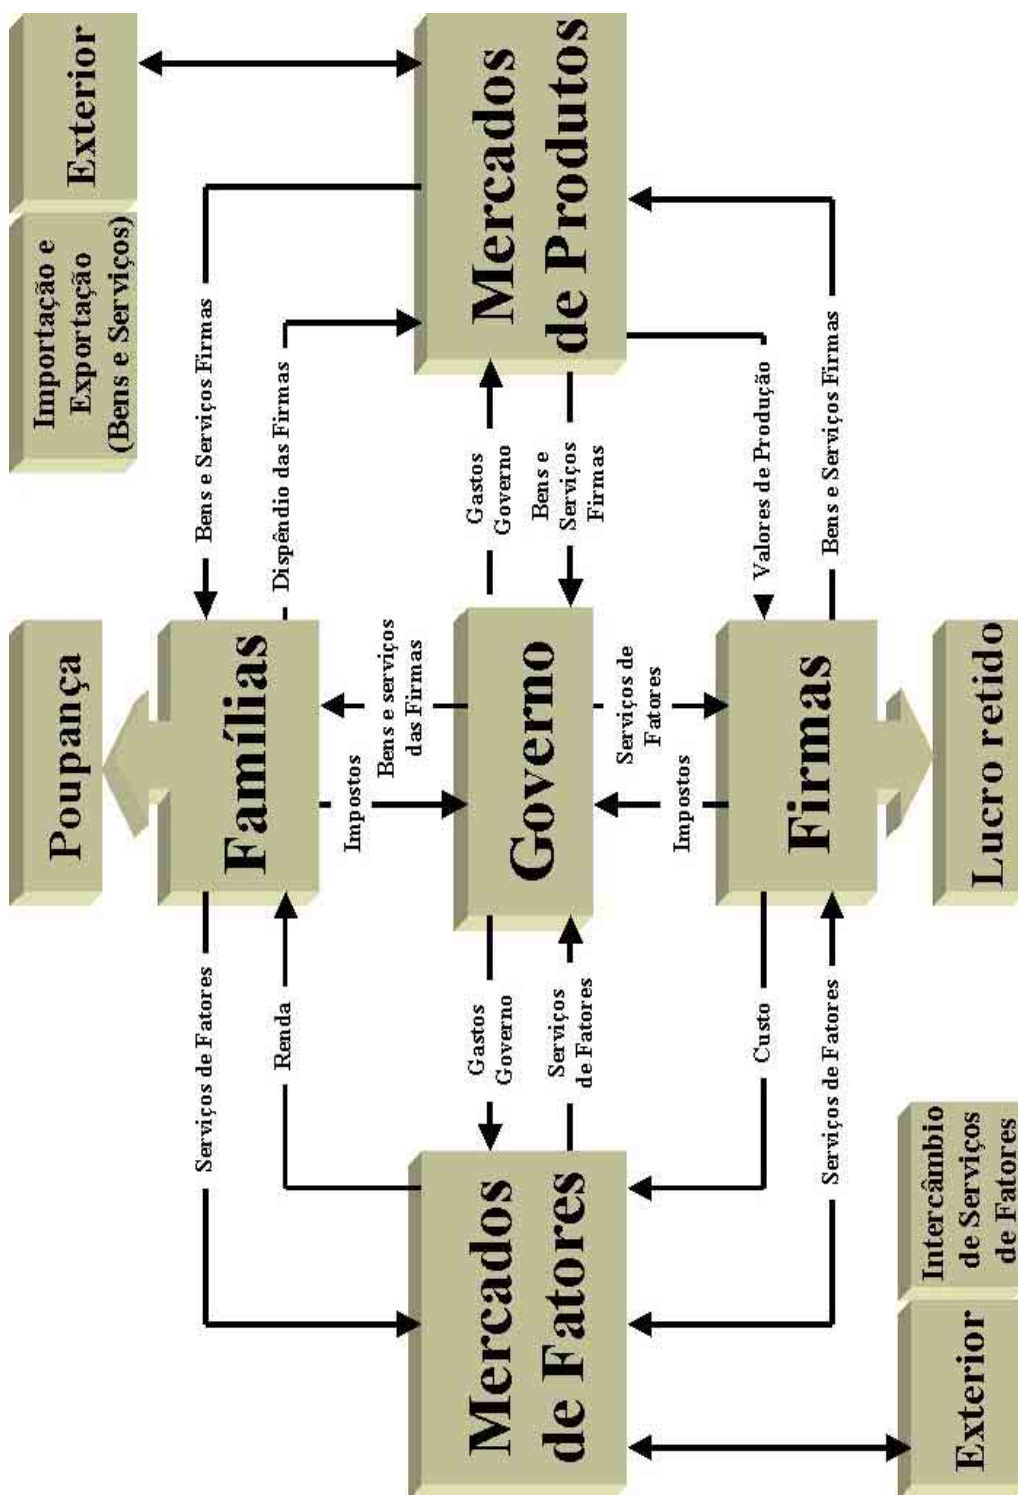 Poupança
Importação e
Exportação
(Bens e Serviços)
Exterior
Serviços de Fatores
Famílias
Bens e Serviços Firmas
Renda
Dispêndio das Firmas
Impostos
Bens e serviços
das Firmas
Mercados
de Fatores
Gastos
Governo
Serviços
de Fatores
Governo
Gastos
Governo
Bens e
Serviços
Firmas
Mercados
de Produtos
Impostos
Serviços de
Fatores
Custo
Firmas
Valores de Produção
Serviços de Fatores
Bens e Serviços Firmas
Exterior
Intercâmbio
de Serviços
de Fatores
Lucro retido